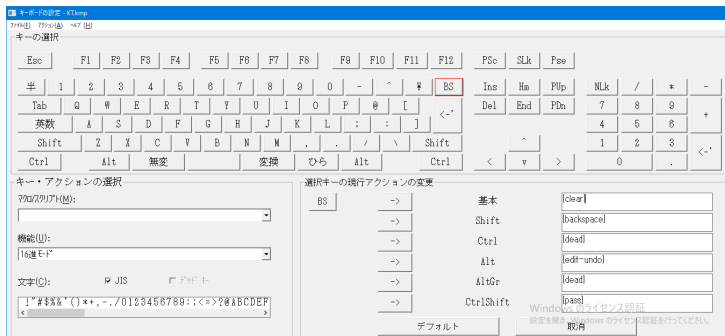 キーボードの設定 - KT.kmp
ファイル(F) アクション(A) ヘルプ(H)
キーの選択
Esc F1 F2 F3 F4 F5 F6 F7 F8 F9 F10 F11 F12 PSc SLk Pse
半 1 2 3 4 5 6 7 8 9 0 - ^ ¥ BS Ins Hm PUp NLk / * -
Tab Q W E R T Y U I O P @ [ <-' Del End PDn 7 8 9 +
英数 A S D F G H J K L ; : ] 4 5 6
Shift Z X C V B N M , . / \ Shift ^ 1 2 3 <-'
Ctrl Alt 無変 変換 ひら Alt Ctrl < v > 0 .
キー・アクションの選択
マクロ/スクリプト(M):
機能(U):
16進モード
文字(C): JIS デッド キー
!"#$%&'()*+,-./0123456789:;<=>?@ABCDEF
選択キーの現行アクションの変更
BS -> 基本 [clear]
-> Shift [backspace]
-> Ctrl [dead]
-> Alt [edit-undo]
-> AltGr [dead]
-> CtrlShift [pass]
Windows のライセンス認証
設定を開き、Windows のライセンス認証を行ってください。
デフォルト 取消